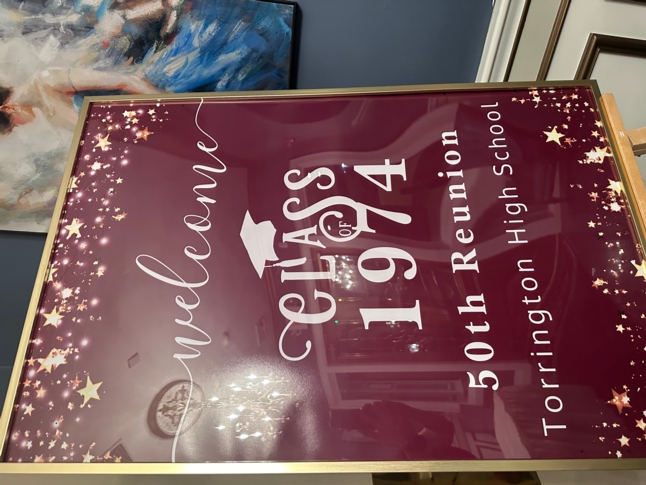 welcome
CLASS
OF
1974
50th Reunion
Torrington High School